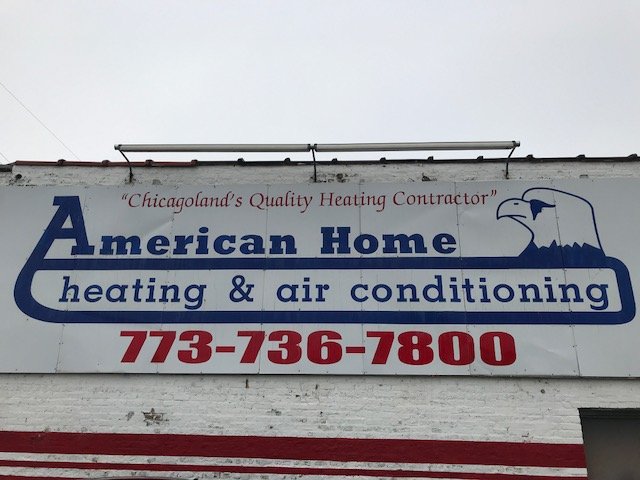 "Chicagoland's Quality Heating Contractor"
American Home
heating & air conditioning
773-736-7800